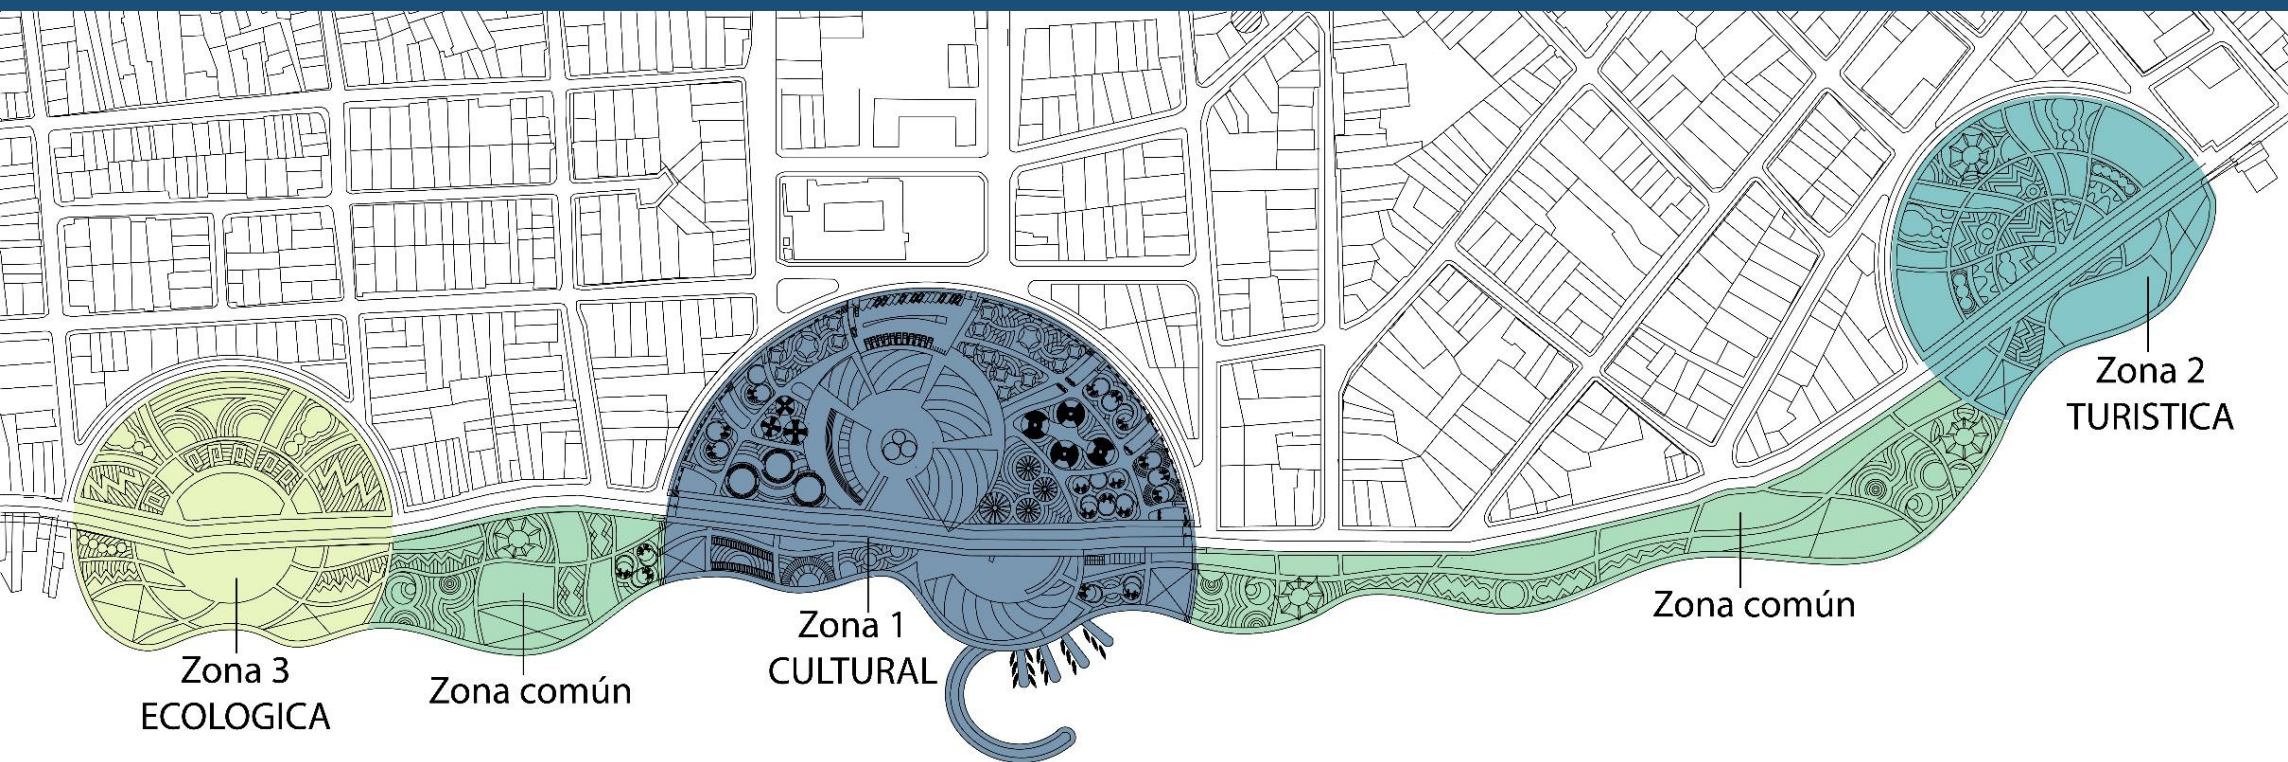 Zona 3
ECOLOGICA
Zona común
Zona 1
CULTURAL
Zona común
Zona 2
TURISTICA